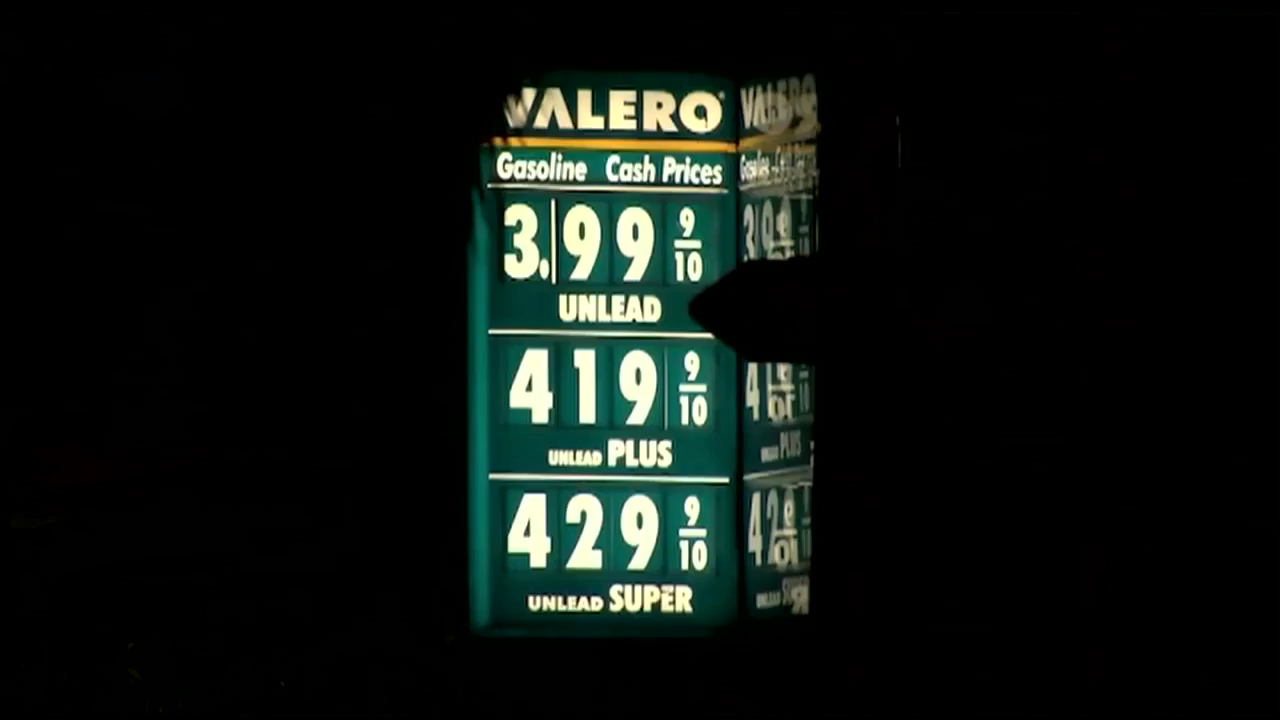 VALERO
Gasoline Cash Prices
3.99 9/10
UNLEAD
419 9/10
UNLEAD PLUS
429 9/10
UNLEAD SUPER